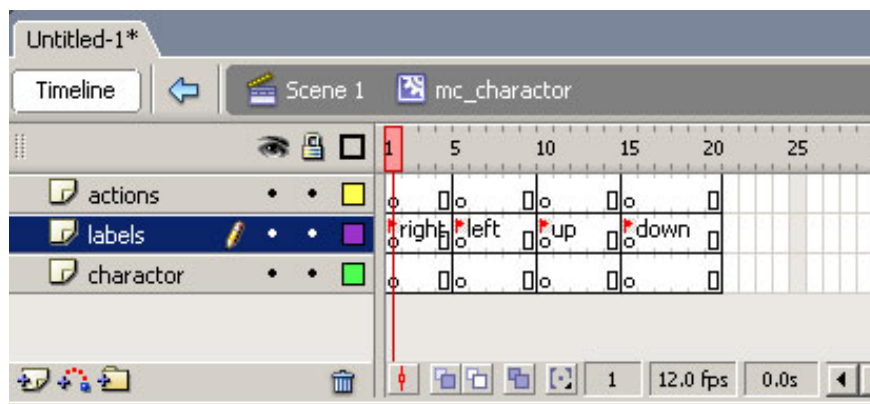 Untitled-1*
Timeline Scene 1 mc_charactor
1 5 10 15 20 25
actions
labels right left up down
charactor
1 12.0 fps 0.0s